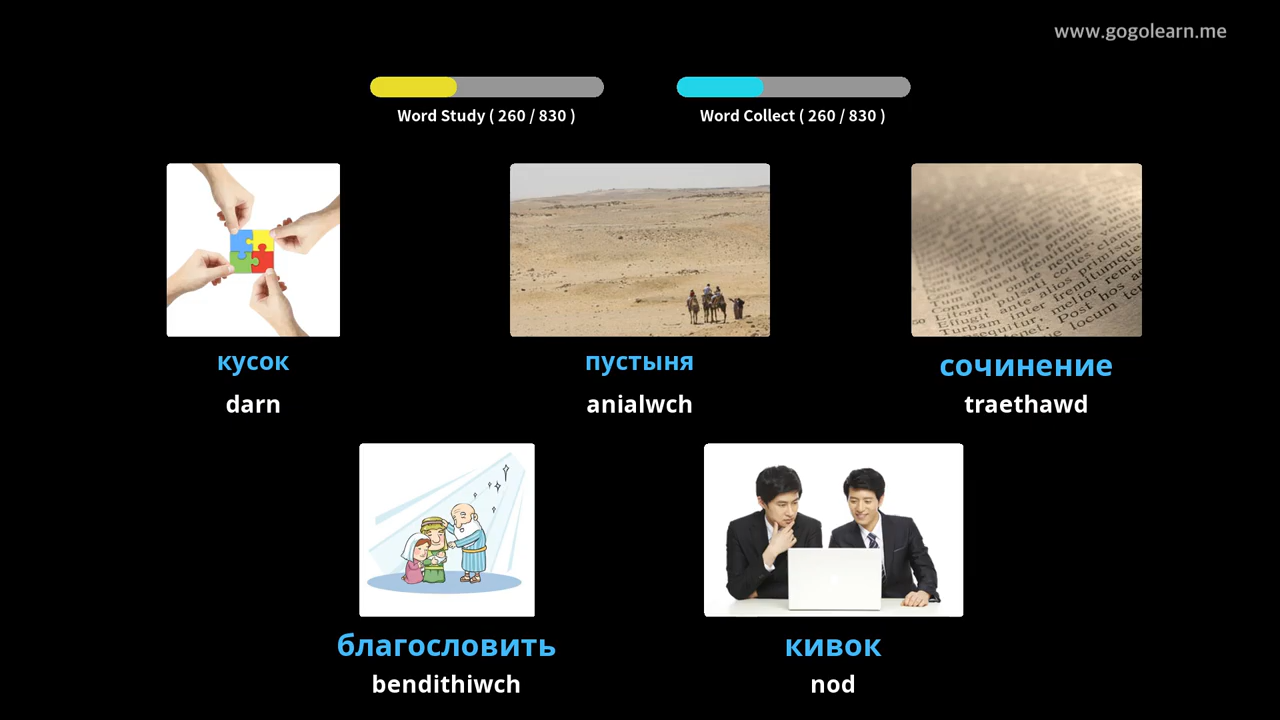 www.gogolearn.me
Word Study ( 260 / 830 )
Word Collect ( 260 / 830 )
кусок
darn
пустыня
anialwch
сочинение
traethawd
благословить
bendithiwch
кивок
nod